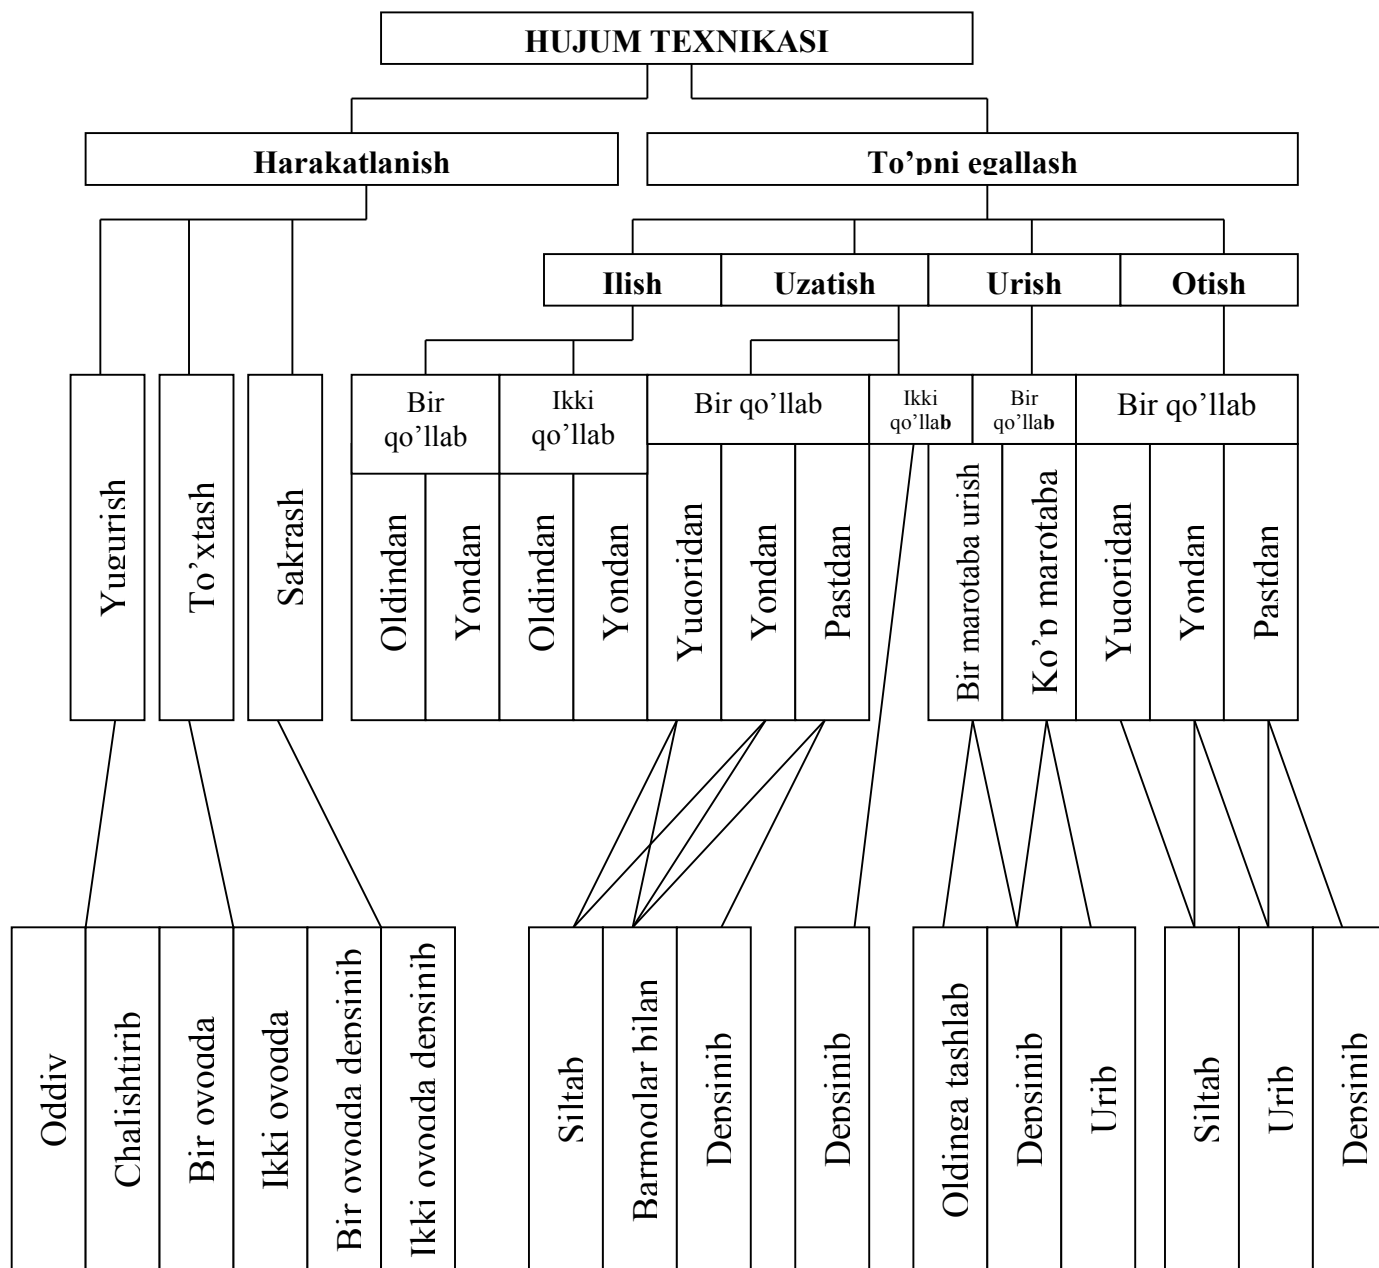 HUJUM TEXNIKASI
Harakatlanish
To’pni egallash
Ilish
Uzatish
Urish
Otish
Bir
qo’llab
Ikki
qo’llab
Bir qo’llab
Ikki
qo’llab
Bir
qo’llab
Bir qo’llab
Yugurish
To’xtash
Sakrash
Oldindan
Yondan
Oldindan
Yondan
Yuqoridan
Yondan
Pastdan
Bir marotaba urish
Ko’p marotaba
Yuqoridan
Yondan
Pastdan
Oddiy
Chalishtirib
Bir oyoqda
Ikki oyoqda
Bir oyoqda depsinib
Ikki oyoqda depsinib
Siltab
Barmoqlar bilan
Depsinib
Depsinib
Oldinga tashlab
Depsinib
Urib
Siltab
Urib
Depsinib